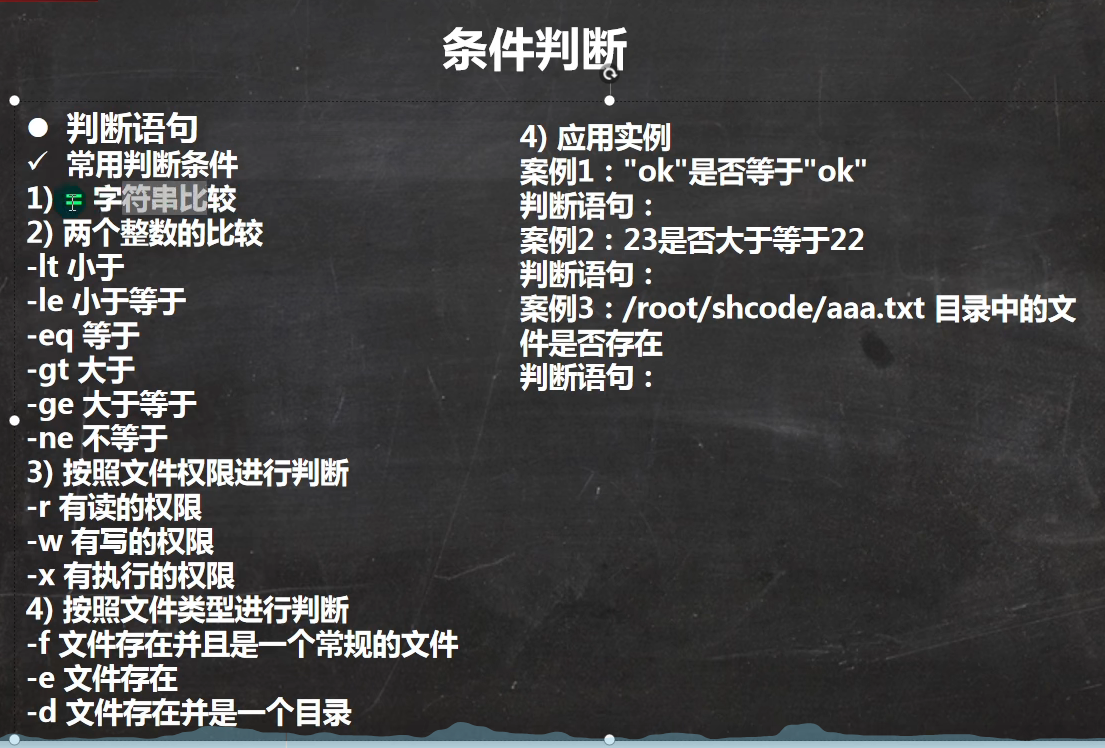 条件判断
● 判断语句
✓ 常用判断条件
1) = 字符串比较
2) 两个整数的比较
-lt 小于
-le 小于等于
-eq 等于
-gt 大于
-ge 大于等于
-ne 不等于
3) 按照文件权限进行判断
-r 有读的权限
-w 有写的权限
-x 有执行的权限
4) 按照文件类型进行判断
-f 文件存在并且是一个常规的文件
-e 文件存在
-d 文件存在并是一个目录
4) 应用实例
案例1："ok"是否等于"ok"
判断语句：
案例2：23是否大于等于22
判断语句：
案例3：/root/shcode/aaa.txt 目录中的文
件是否存在
判断语句：